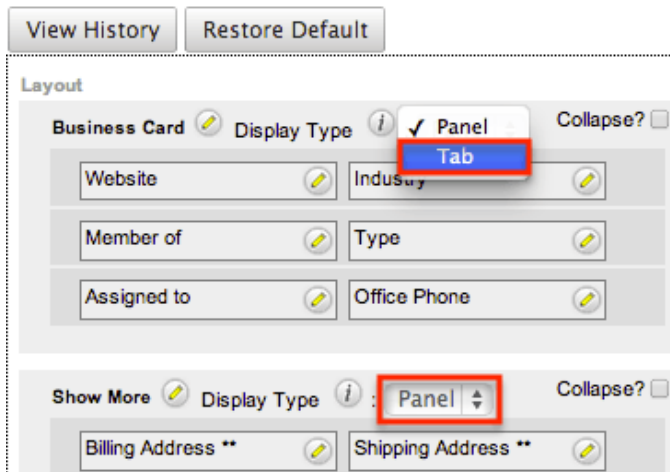 View History Restore Default
Layout
Business Card Display Type i ✓ Panel Collapse?
Tab
Website Industry
Member of Type
Assigned to Office Phone
Show More Display Type i : Panel Collapse?
Billing Address ** Shipping Address **